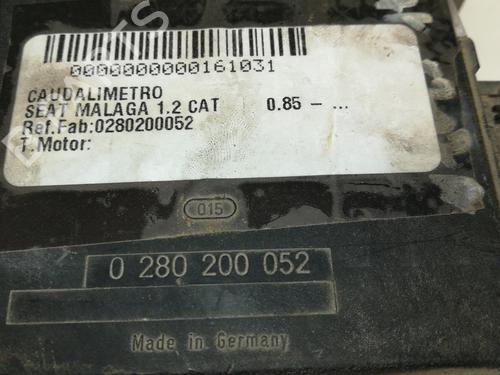 0000000000161031
CAUDALIMETRO
SEAT MALAGA 1.2 CAT 0.85 - ...
Ref.Fab:0280200052
T.Motor:
015
0 280 200 052
Made in Germany